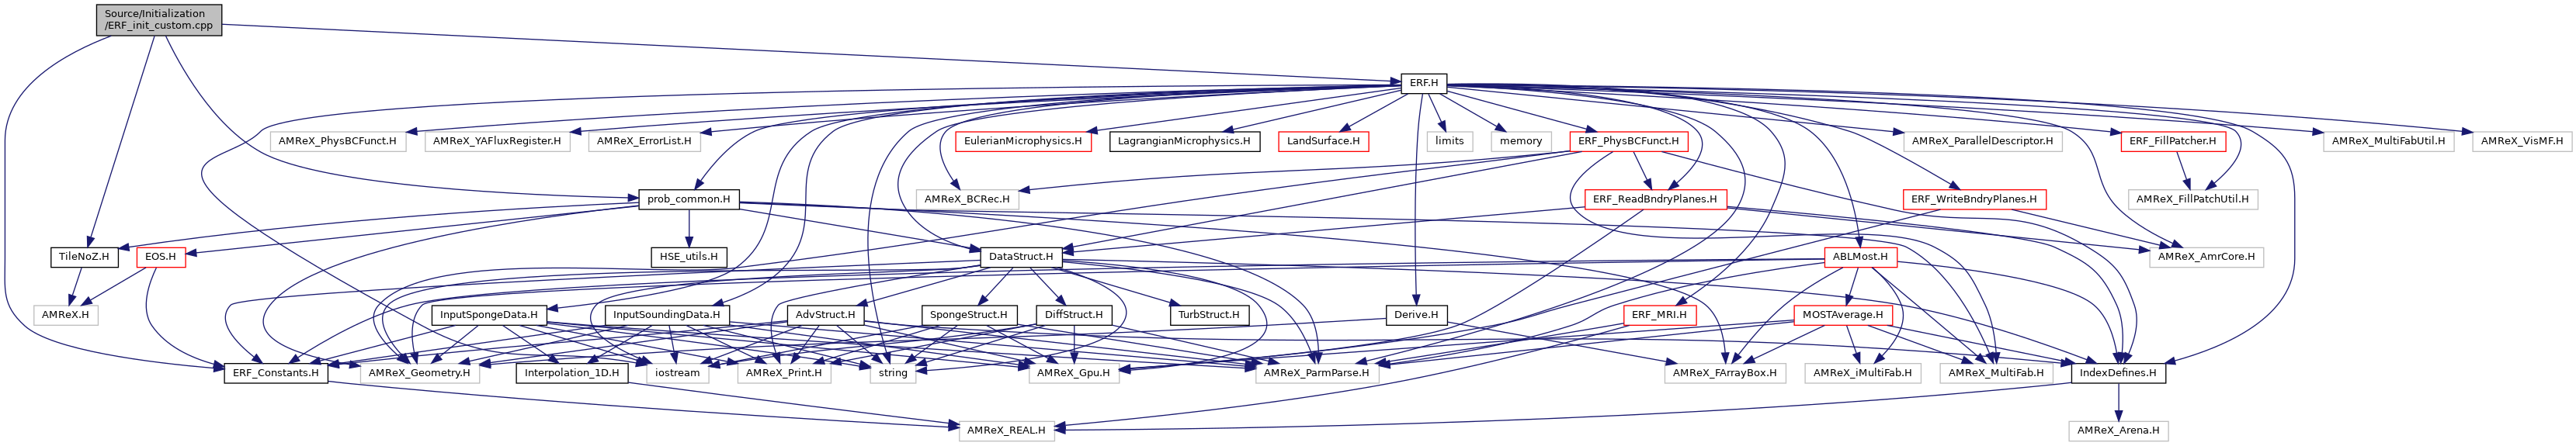 Source/Initialization
/ERF_init_custom.cpp
ERF.H
AMReX_PhysBCFunct.H
AMReX_YAFluxRegister.H
AMReX_ErrorList.H
EulerianMicrophysics.H
LagrangianMicrophysics.H
LandSurface.H
limits
memory
ERF_PhysBCFunct.H
AMReX_ParallelDescriptor.H
ERF_FillPatcher.H
AMReX_MultiFabUtil.H
AMReX_VisMF.H
prob_common.H
AMReX_BCRec.H
ERF_ReadBndryPlanes.H
ERF_WriteBndryPlanes.H
AMReX_FillPatchUtil.H
TileNoZ.H
EOS.H
HSE_utils.H
DataStruct.H
ABLMost.H
AMReX_AmrCore.H
AMReX.H
InputSpongeData.H
InputSoundingData.H
AdvStruct.H
SpongeStruct.H
DiffStruct.H
TurbStruct.H
Derive.H
ERF_MRI.H
MOSTAverage.H
ERF_Constants.H
AMReX_Geometry.H
Interpolation_1D.H
iostream
AMReX_Print.H
string
AMReX_Gpu.H
AMReX_ParmParse.H
AMReX_FArrayBox.H
AMReX_iMultiFab.H
AMReX_MultiFab.H
IndexDefines.H
AMReX_REAL.H
AMReX_Arena.H